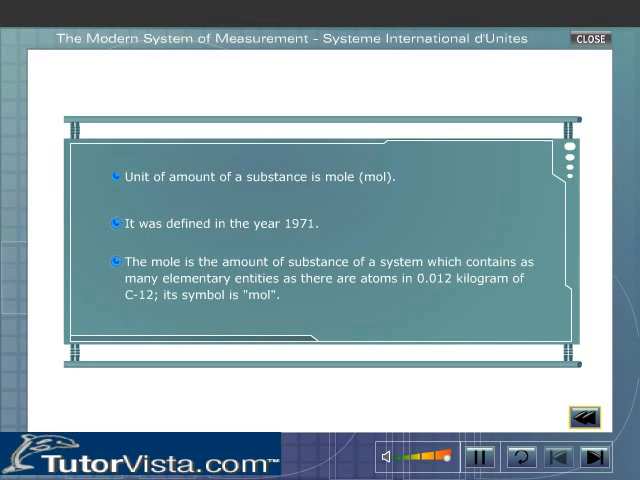 The Modern System of Measurement - Systeme International d'Unites
CLOSE
Unit of amount of a substance is mole (mol).
It was defined in the year 1971.
The mole is the amount of substance of a system which contains as
many elementary entities as there are atoms in 0.012 kilogram of
C-12; its symbol is "mol".
TutorVista.com™